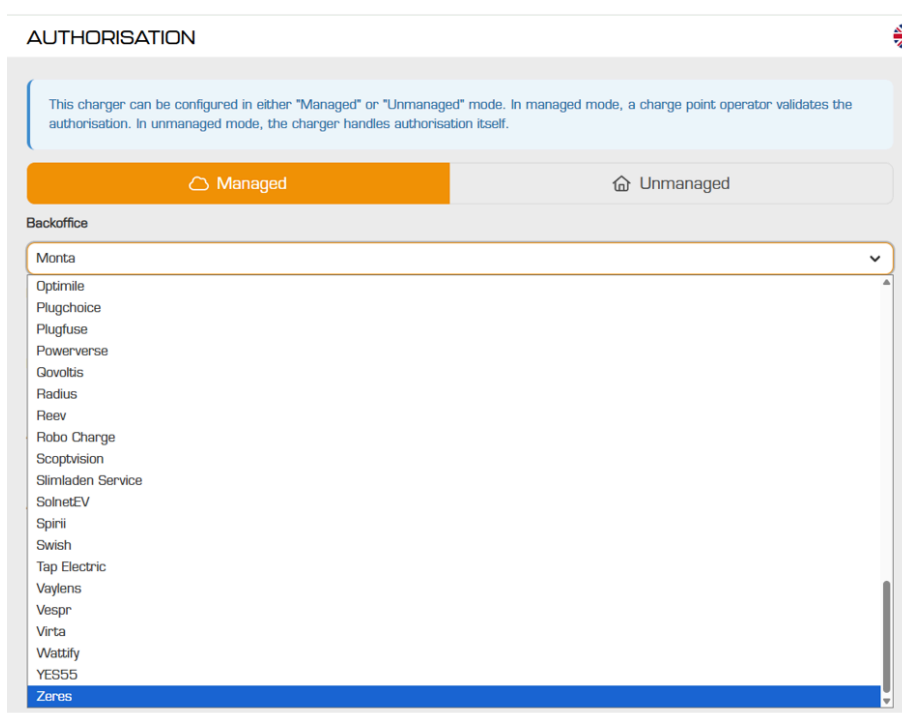 AUTHORISATION
This charger can be configured in either "Managed" or "Unmanaged" mode. In managed mode, a charge point operator validates the
authorisation. In unmanaged mode, the charger handles authorisation itself.
Managed
Unmanaged
Backoffice
Monta
Optimile
Plugchoice
Plugfuse
Powerverse
Qovoltis
Radius
Reev
Robo Charge
Scoptvision
Slimladen Service
SolnetEV
Spirii
Swish
Tap Electric
Vaylens
Vespr
Virta
Wattify
YES55
Zeres